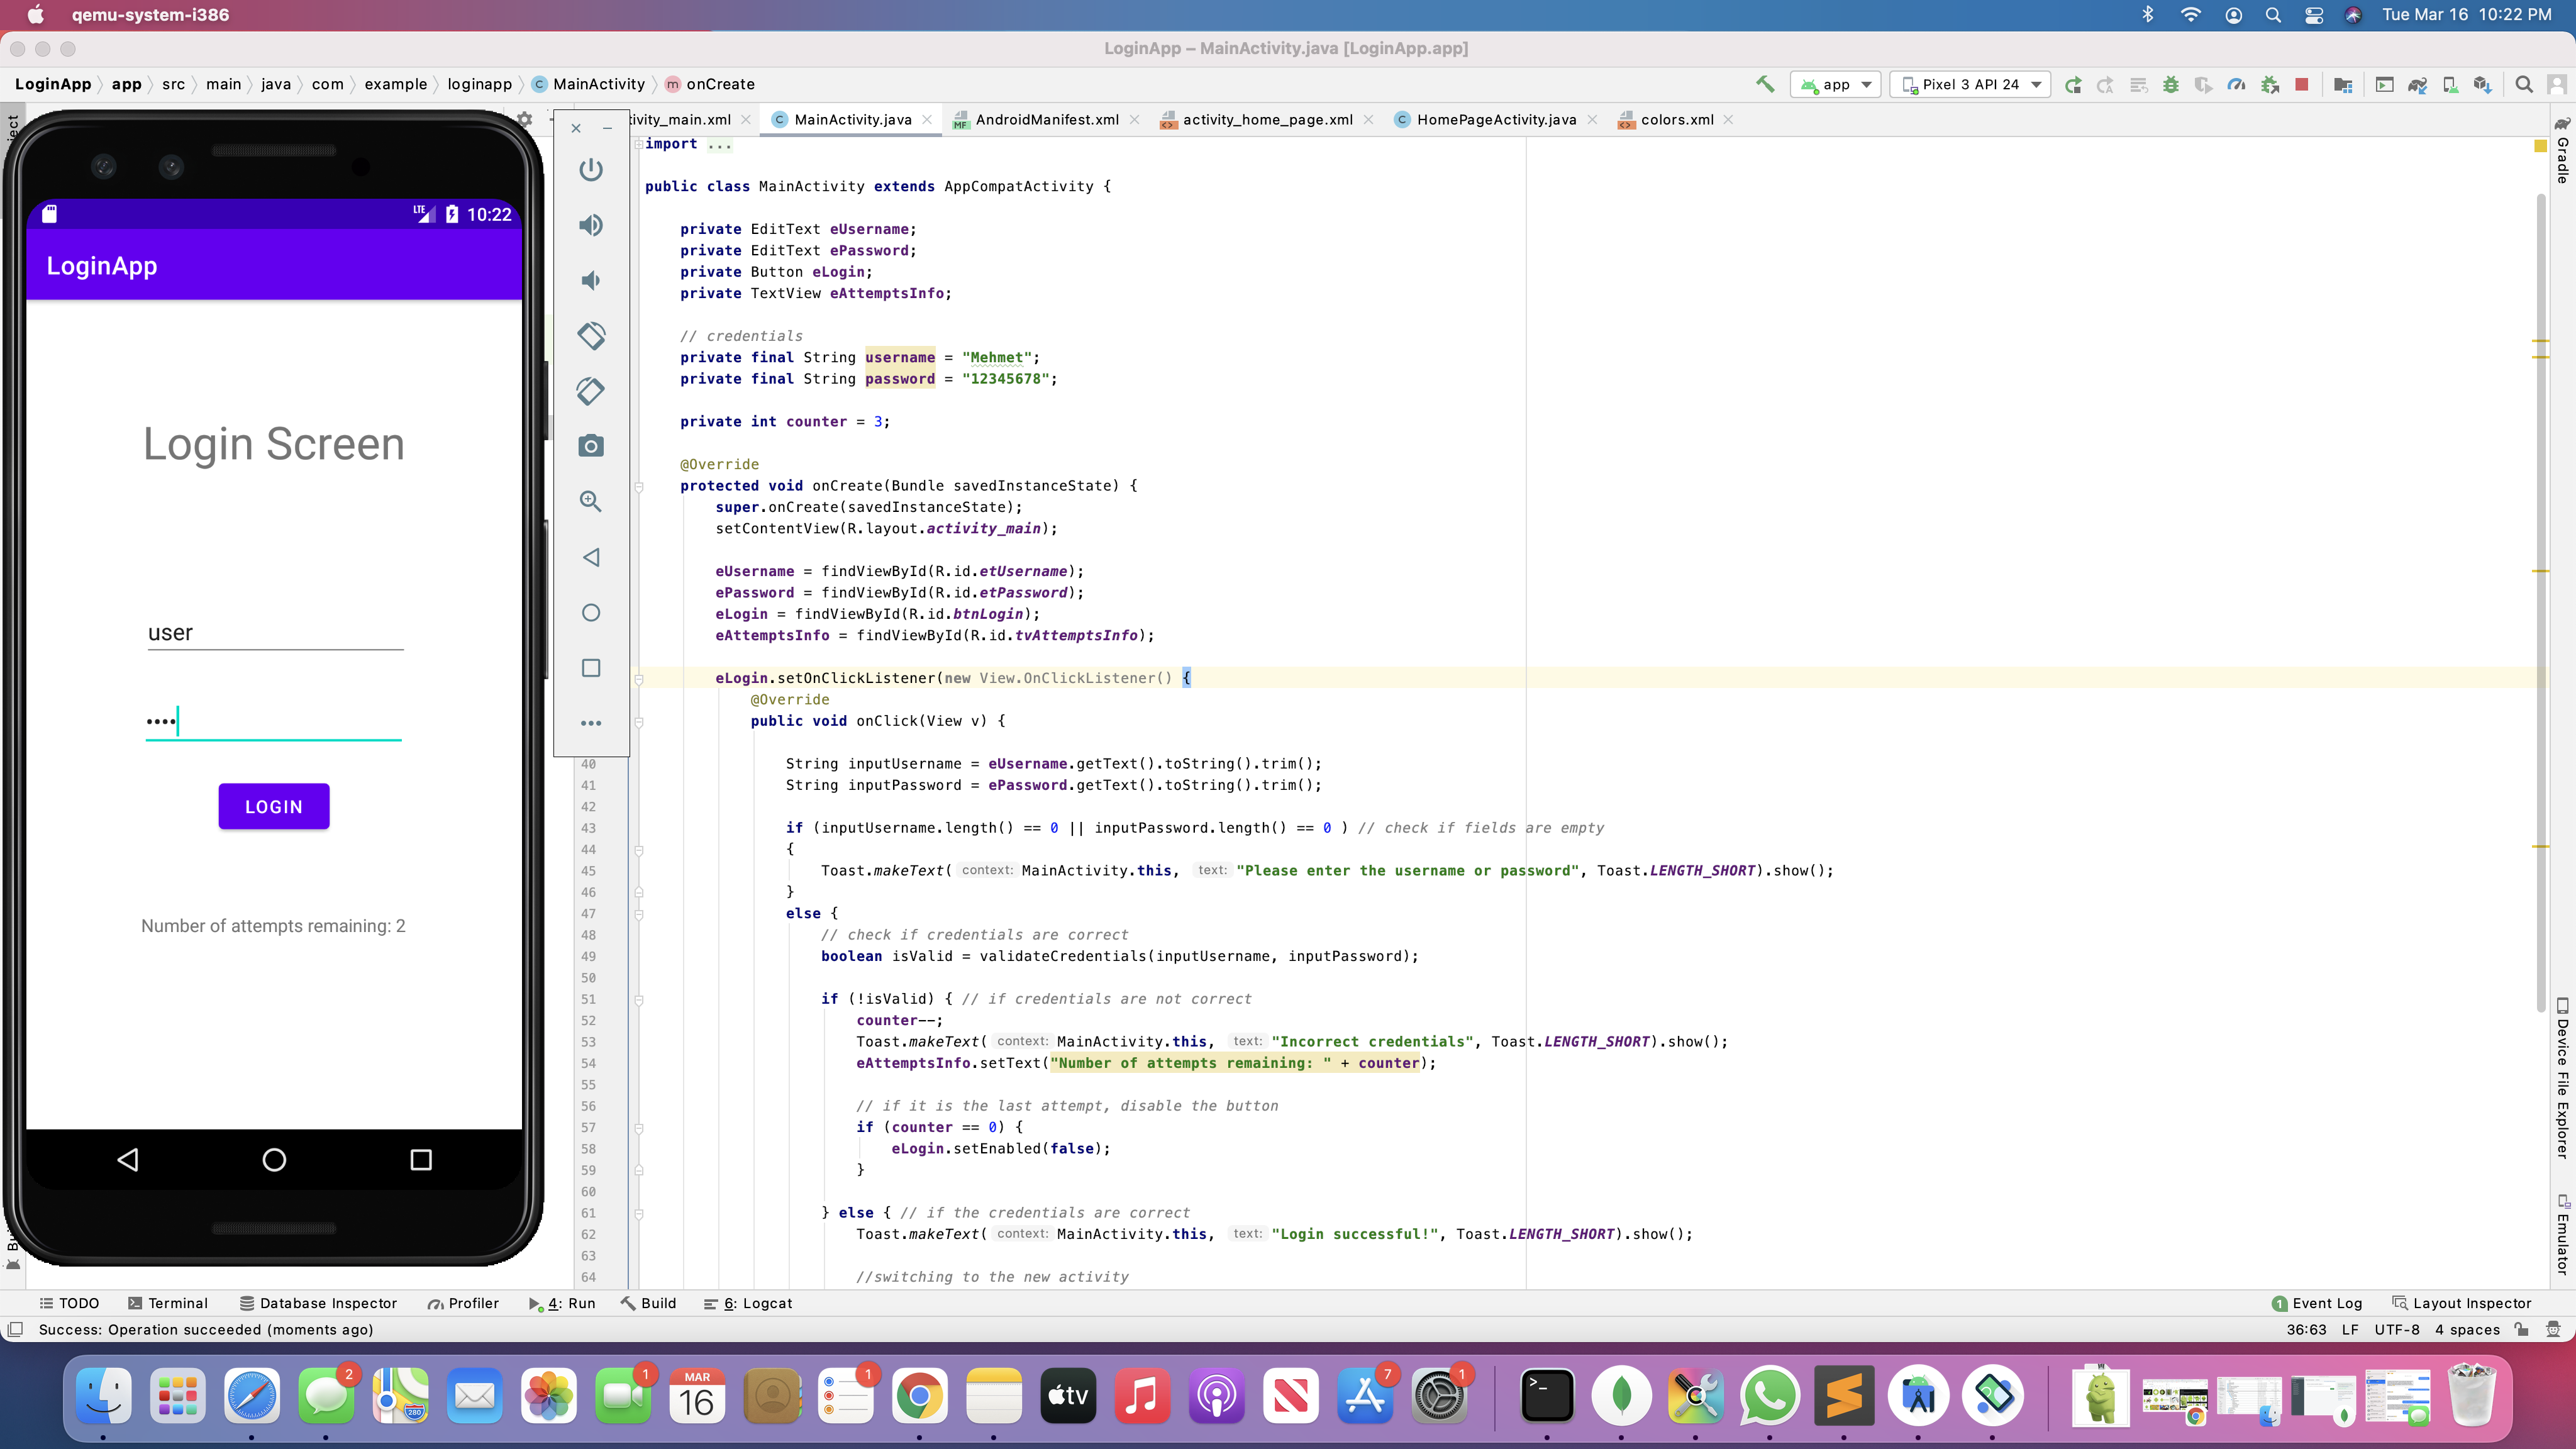 qemu-system-i386
Tue Mar 16 10:22 PM
LoginApp – MainActivity.java [LoginApp.app]
LoginApp app src main java com example loginapp C MainActivity m onCreate
app
Pixel 3 API 24
ivity_main.xml
C MainActivity.java
MF AndroidManifest.xml
activity_home_page.xml
C HomePageActivity.java
colors.xml
Gradle
LTE 10:22
LoginApp
Login Screen
user
••••
LOGIN
Number of attempts remaining: 2
import ...
public class MainActivity extends AppCompatActivity {
private EditText eUsername;
private EditText ePassword;
private Button eLogin;
private TextView eAttemptsInfo;
// credentials
private final String username = "Mehmet";
private final String password = "12345678";
private int counter = 3;
@Override
protected void onCreate(Bundle savedInstanceState) {
super.onCreate(savedInstanceState);
setContentView(R.layout.activity_main);
eUsername = findViewById(R.id.etUsername);
ePassword = findViewById(R.id.etPassword);
eLogin = findViewById(R.id.btnLogin);
eAttemptsInfo = findViewById(R.id.tvAttemptsInfo);
eLogin.setOnClickListener(new View.OnClickListener() {
@Override
public void onClick(View v) {
40 String inputUsername = eUsername.getText().toString().trim();
41 String inputPassword = ePassword.getText().toString().trim();
42
43 if (inputUsername.length() == 0 || inputPassword.length() == 0 ) // check if fields are empty
44 {
45 Toast.makeText( context: MainActivity.this, text: "Please enter the username or password", Toast.LENGTH_SHORT).show();
46 }
47 else {
48 // check if credentials are correct
49 boolean isValid = validateCredentials(inputUsername, inputPassword);
50
51 if (!isValid) { // if credentials are not correct
52 counter--;
53 Toast.makeText( context: MainActivity.this, text: "Incorrect credentials", Toast.LENGTH_SHORT).show();
54 eAttemptsInfo.setText("Number of attempts remaining: " + counter);
55
56 // if it is the last attempt, disable the button
57 if (counter == 0) {
58 eLogin.setEnabled(false);
59 }
60
61 } else { // if the credentials are correct
62 Toast.makeText( context: MainActivity.this, text: "Login successful!", Toast.LENGTH_SHORT).show();
63
64 //switching to the new activity
Device File Explorer
Emulator
TODO Terminal Database Inspector Profiler 4: Run Build 6: Logcat
1 Event Log Layout Inspector
Success: Operation succeeded (moments ago)
36:63 LF UTF-8 4 spaces
2
280
1
MAR
16
1
tv
7
1
>_